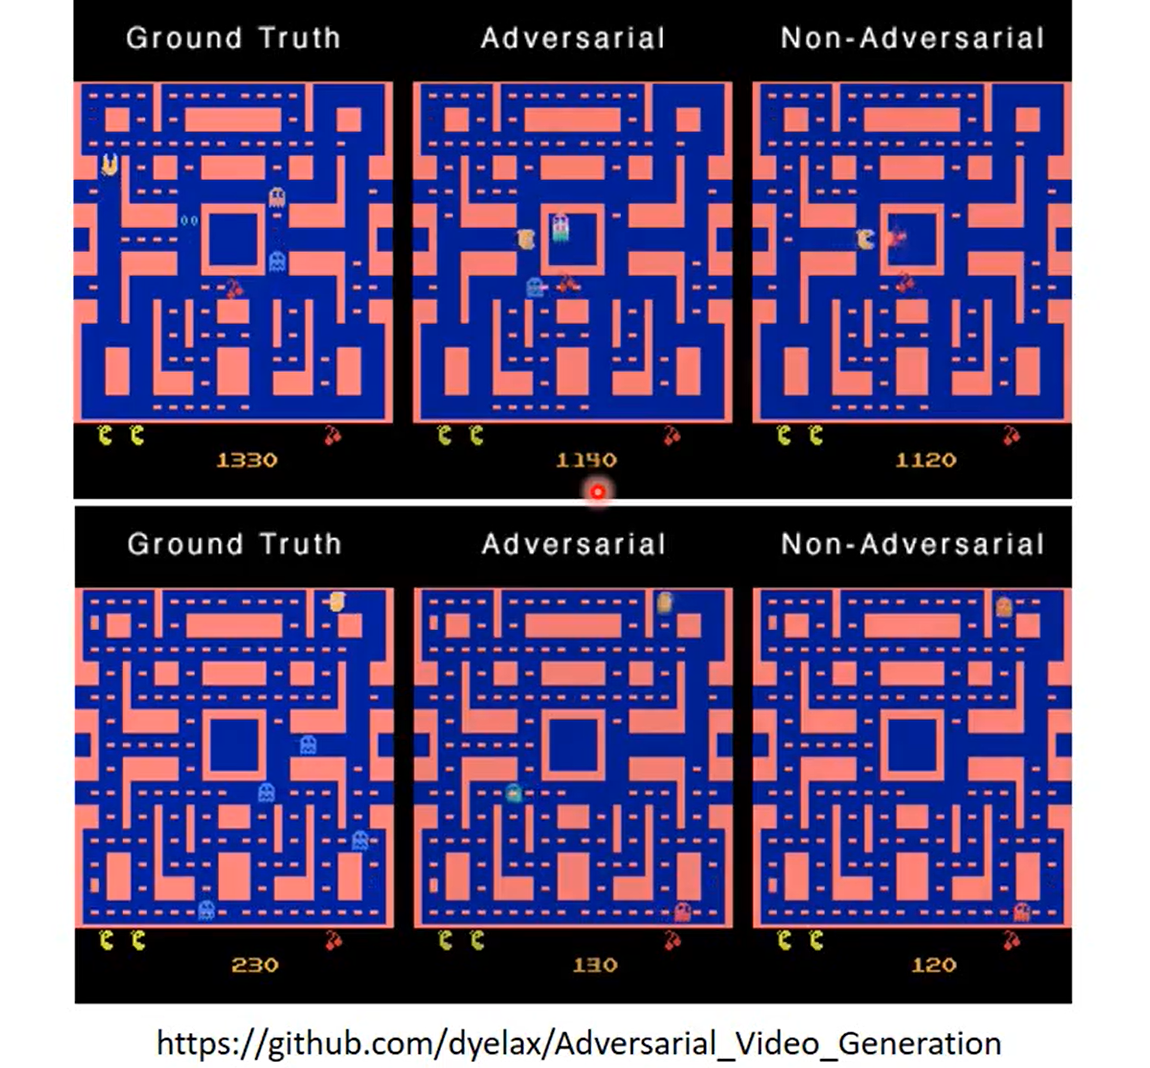 Ground Truth Adversarial Non-Adversarial
1330 1190 1120
Ground Truth Adversarial Non-Adversarial
230 130 120
https://github.com/dyelax/Adversarial_Video_Generation